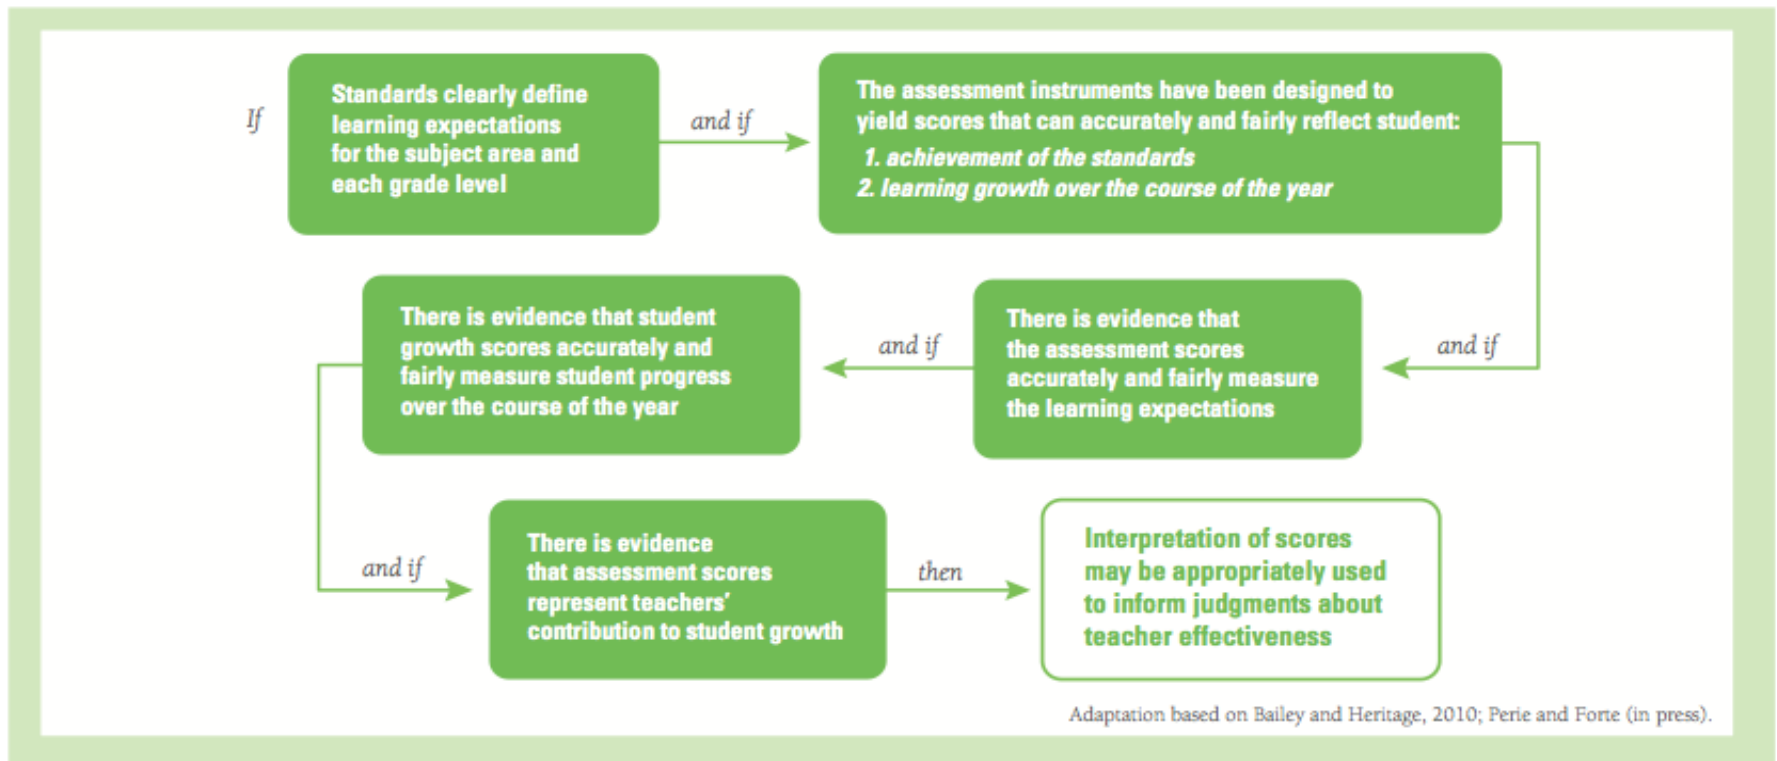 If
Standards clearly define
learning expectations
for the subject area and
each grade level
and if
The assessment instruments have been designed to
yield scores that can accurately and fairly reflect student:
1. achievement of the standards
2. learning growth over the course of the year
and if
There is evidence that
the assessment scores
accurately and fairly measure
the learning expectations
and if
There is evidence that student
growth scores accurately and
fairly measure student progress
over the course of the year
and if
There is evidence
that assessment scores
represent teachers’
contribution to student growth
then
Interpretation of scores
may be appropriately used
to inform judgments about
teacher effectiveness
Adaptation based on Bailey and Heritage, 2010; Perie and Forte (in press).